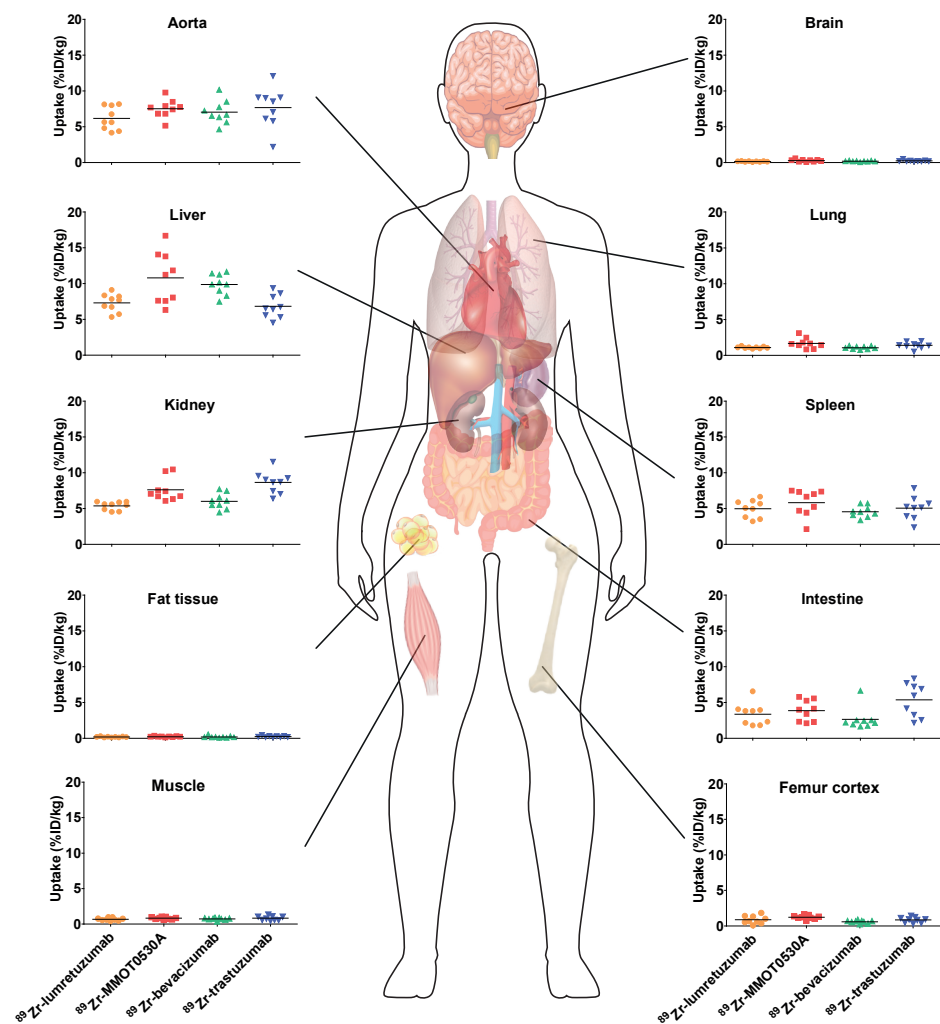 Aorta
Uptake (%ID/kg)
20
15
10
5
0
Liver
Uptake (%ID/kg)
20
15
10
5
0
Kidney
Uptake (%ID/kg)
20
15
10
5
0
Fat tissue
Uptake (%ID/kg)
20
15
10
5
0
Muscle
Uptake (%ID/kg)
20
15
10
5
0
⁸⁹Zr-lumretuzumab
⁸⁹Zr-MMOT0530A
⁸⁹Zr-bevacizumab
⁸⁹Zr-trastuzumab
Brain
Uptake (%ID/kg)
20
15
10
5
0
Lung
Uptake (%ID/kg)
20
15
10
5
0
Spleen
Uptake (%ID/kg)
20
15
10
5
0
Intestine
Uptake (%ID/kg)
20
15
10
5
0
Femur cortex
Uptake (%ID/kg)
20
15
10
5
0
⁸⁹Zr-lumretuzumab
⁸⁹Zr-MMOT0530A
⁸⁹Zr-bevacizumab
⁸⁹Zr-trastuzumab